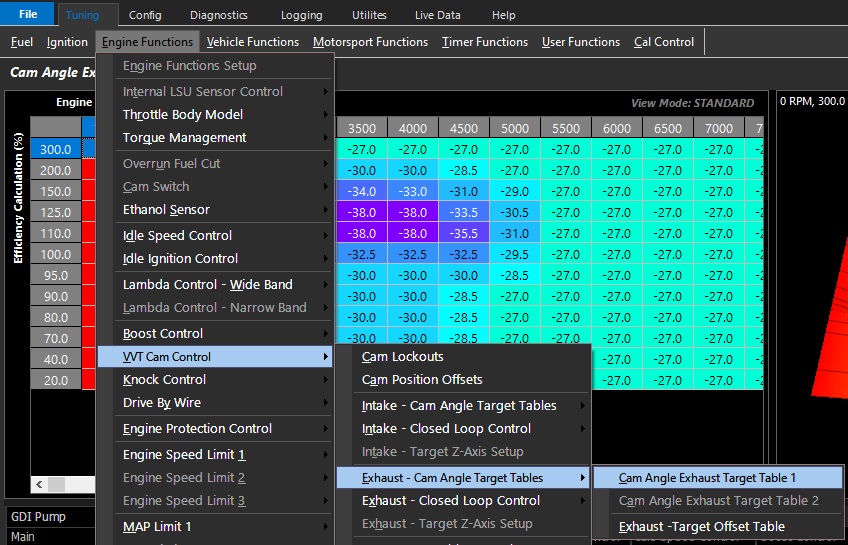 File Tuning Config Diagnostics Logging Utilites Live Data Help
Fuel Ignition Engine Functions Vehicle Functions Motorsport Functions Timer Functions User Functions Cal Control
Cam Angle Ex
Engine
View Mode: STANDARD
0 RPM, 300.0
Efficiency Calculation (%)
3500 4000 4500 5000 5500 6000 6500 7000 7
300.0 -27.0 -27.0 -27.0 -27.0 -27.0 -27.0 -27.0 -27.0 -2
200.0 -30.0 -30.0 -28.5 -27.0 -27.0 -27.0 -27.0 -27.0 -2
150.0 -34.0 -33.0 -31.0 -29.0 -27.0 -27.0 -27.0 -27.0 -2
125.0 -38.0 -38.0 -33.5 -30.5 -27.0 -27.0 -27.0 -27.0 -2
110.0 -38.0 -38.0 -35.5 -31.0 -27.0 -27.0 -27.0 -27.0 -2
100.0 -32.5 -32.5 -32.5 -29.5 -27.0 -27.0 -27.0 -27.0 -2
95.0 -30.0 -30.0 -30.0 -28.5 -27.0 -27.0 -27.0 -27.0 -2
90.0 -30.0 -30.0 -28.5 -27.0 -27.0 -27.0 -27.0 -27.0 -2
80.0 -30.0 -30.0 -28.5 -27.0 -27.0 -27.0 -27.0 -27.0 -2
70.0 -30.0 -30.0 -28.5 -27.0 -27.0 -27.0 -27.0 -27.0 -2
40.0 -27.0 -27.0 -27.0 -2
20.0 -27.0 -27.0 -27.0 -2
Engine Functions Setup
Internal LSU Sensor Control
Throttle Body Model
Torgue Management
Overrun Fuel Cut
Cam Switch
Ethanol Sensor
Idle Speed Control
Idle Ignition Control
Lambda Control - Wide Band
Lambda Control - Narrow Band
Boost Control
VVT Cam Control
Knock Control
Drive By Wire
Engine Protection Control
Engine Speed Limit 1
Engine Speed Limit 2
Engine Speed Limit 3
MAP Limit 1
Cam Lockouts
Cam Position Offsets
Intake - Cam Angle Target Tables
Intake - Closed Loop Control
Intake - Target Z-Axis Setup
Exhaust - Cam Angle Target Tables
Exhaust - Closed Loop Control
Exhaust - Target Z-Axis Setup
Cam Angle Exhaust Target Table 1
Cam Angle Exhaust Target Table 2
Exhaust -Target Offset Table
GDI Pump
Main